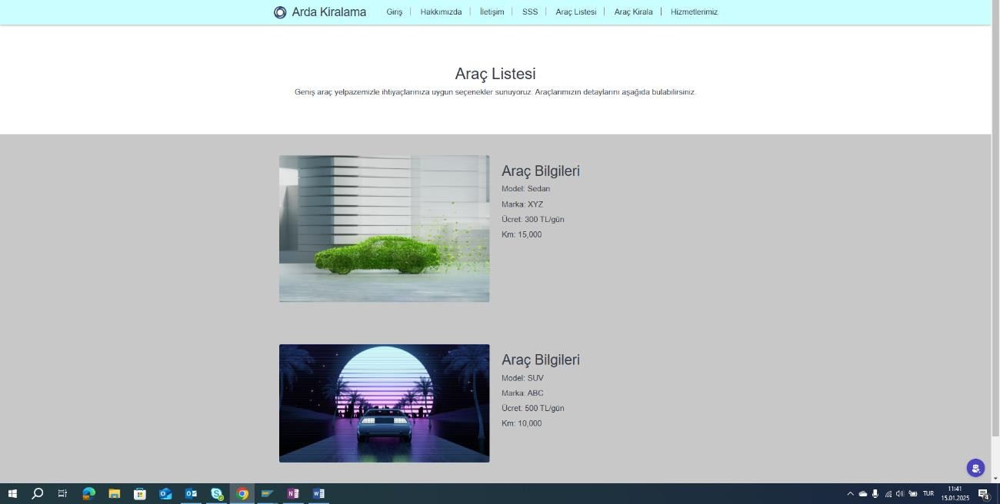 Arda Kiralama
Giriş
Hakkımızda
İletişim
SSS
Araç Listesi
Araç Kirala
Hizmetlerimiz
Araç Listesi
Geniş araç yelpazemizle ihtiyaçlarınıza uygun seçenekler sunuyoruz. Araçlarımızın detaylarını aşağıda bulabilirsiniz.
Araç Bilgileri
Model: Sedan
Marka: XYZ
Ücret: 300 TL/gün
Km: 15,000
Araç Bilgileri
Model: SUV
Marka: ABC
Ücret: 500 TL/gün
Km: 10,000
TUR
11:41
15.01.2025
4